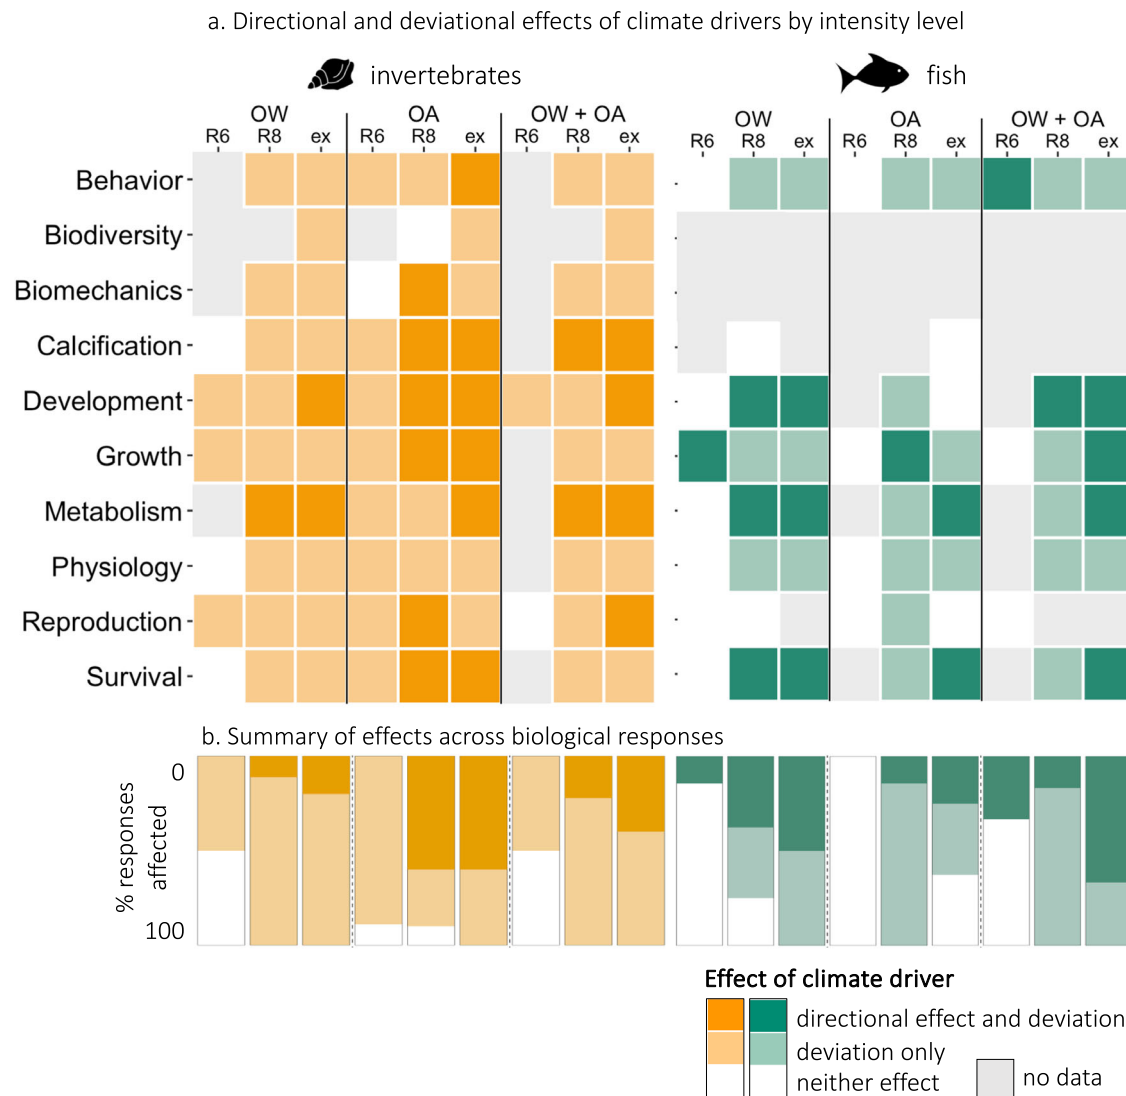 a. Directional and deviational effects of climate drivers by intensity level
invertebrates
fish
OW OA OW + OA
R6 R8 ex R6 R8 ex R6 R8 ex
OW OA OW + OA
R6 R8 ex R6 R8 ex R6 R8 ex
Behavior
Biodiversity
Biomechanics
Calcification
Development
Growth
Metabolism
Physiology
Reproduction
Survival
b. Summary of effects across biological responses
% responses
affected
0
100
Effect of climate driver
directional effect and deviation
deviation only
neither effect
no data